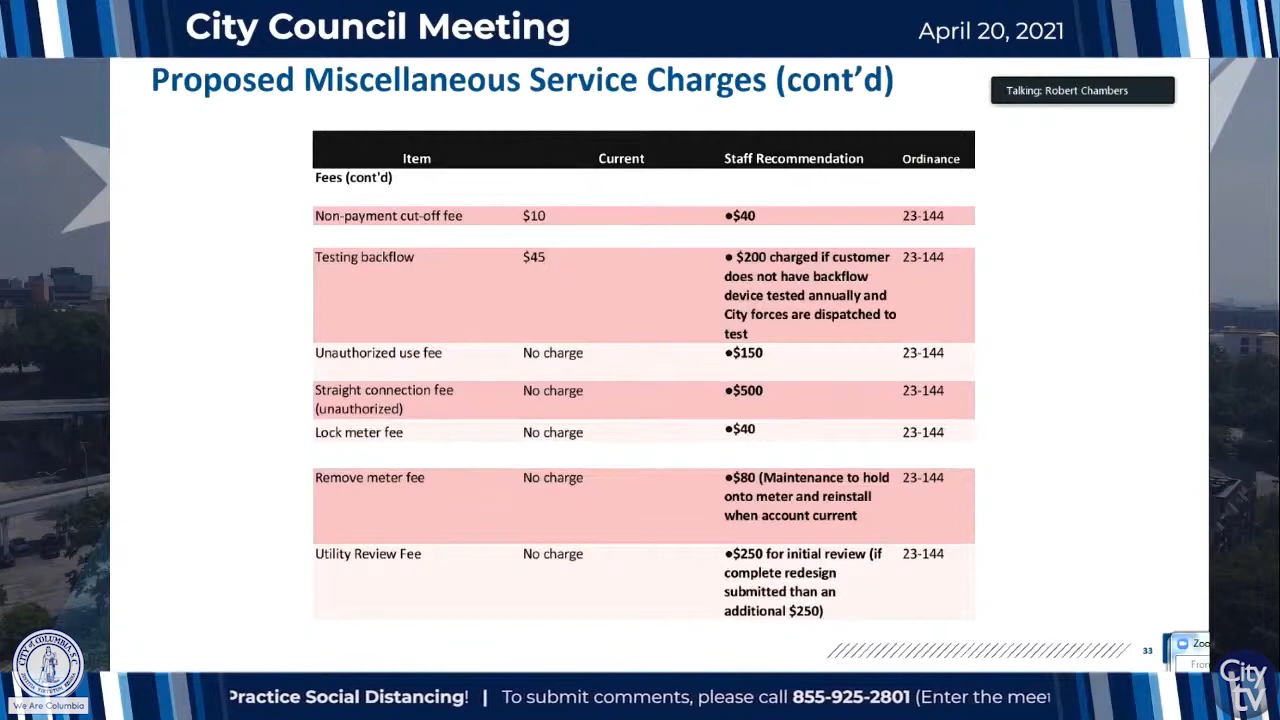 City Council Meeting
April 20, 2021
Proposed Miscellaneous Service Charges (cont'd)
Talking: Robert Chambers
Item Current Staff Recommendation Ordinance
Fees (cont'd)
Non-payment cut-off fee $10 ●$40 23-144
Testing backflow $45 ● $200 charged if customer 23-144
does not have backflow
device tested annually and
City forces are dispatched to
test
Unauthorized use fee No charge ●$150 23-144
Straight connection fee No charge ●$500 23-144
(unauthorized)
Lock meter fee No charge ●$40 23-144
Remove meter fee No charge ●$80 (Maintenance to hold 23-144
onto meter and reinstall
when account current
Utility Review Fee No charge ●$250 for initial review (if 23-144
complete redesign
submitted than an
additional $250)
33
Zoo
From
CITY OF COLUMBIA, S.C.
We Are Columbia
Practice Social Distancing! | To submit comments, please call 855-925-2801 (Enter the meet
City
tv